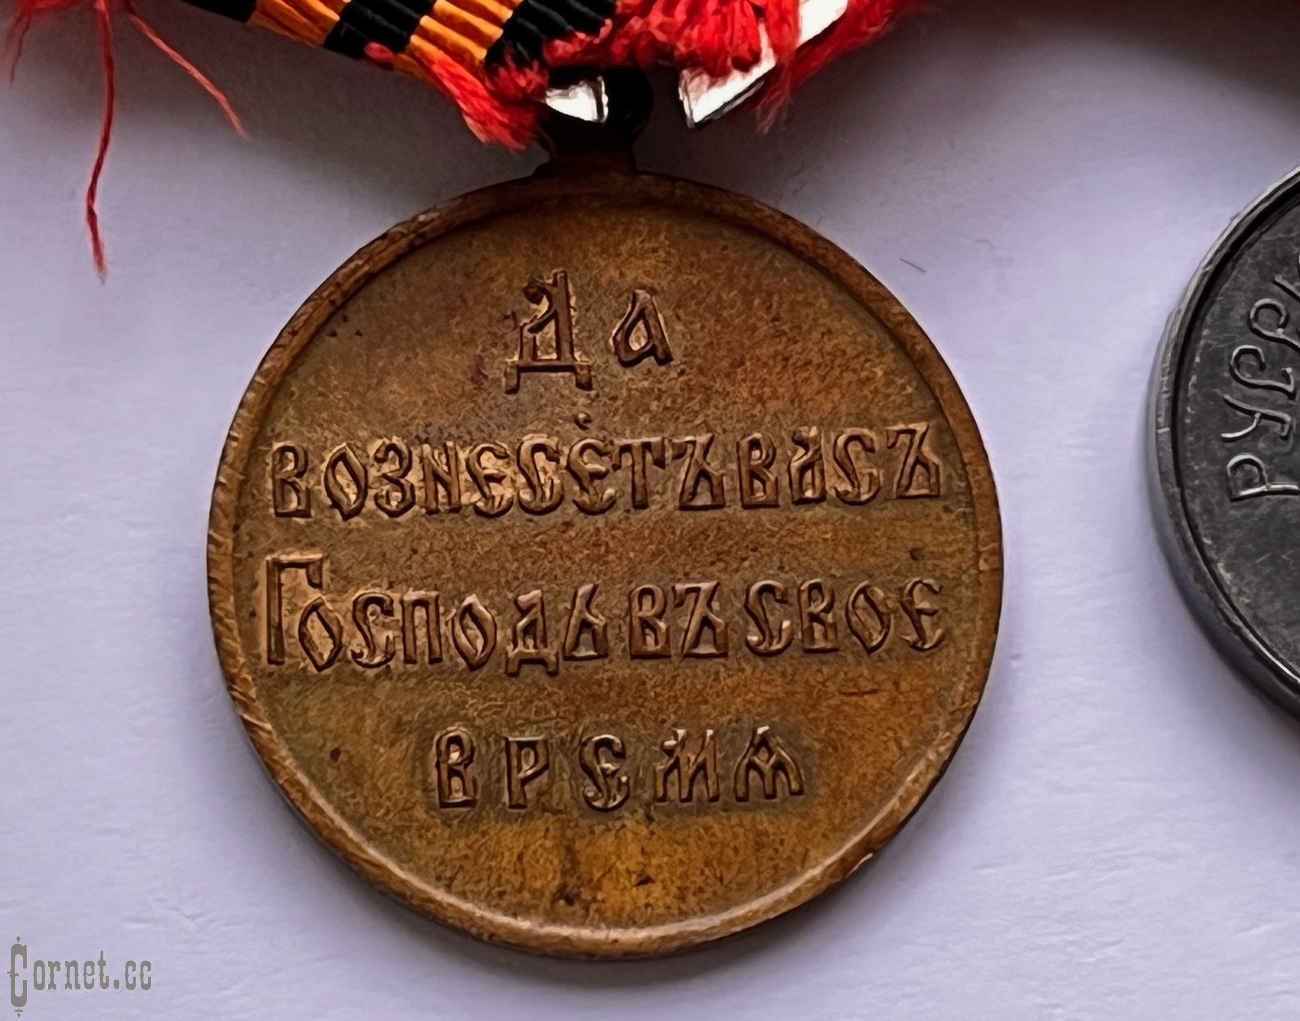 Да
вознесетъ васъ
Господь въ свое
время
Cornet.cc